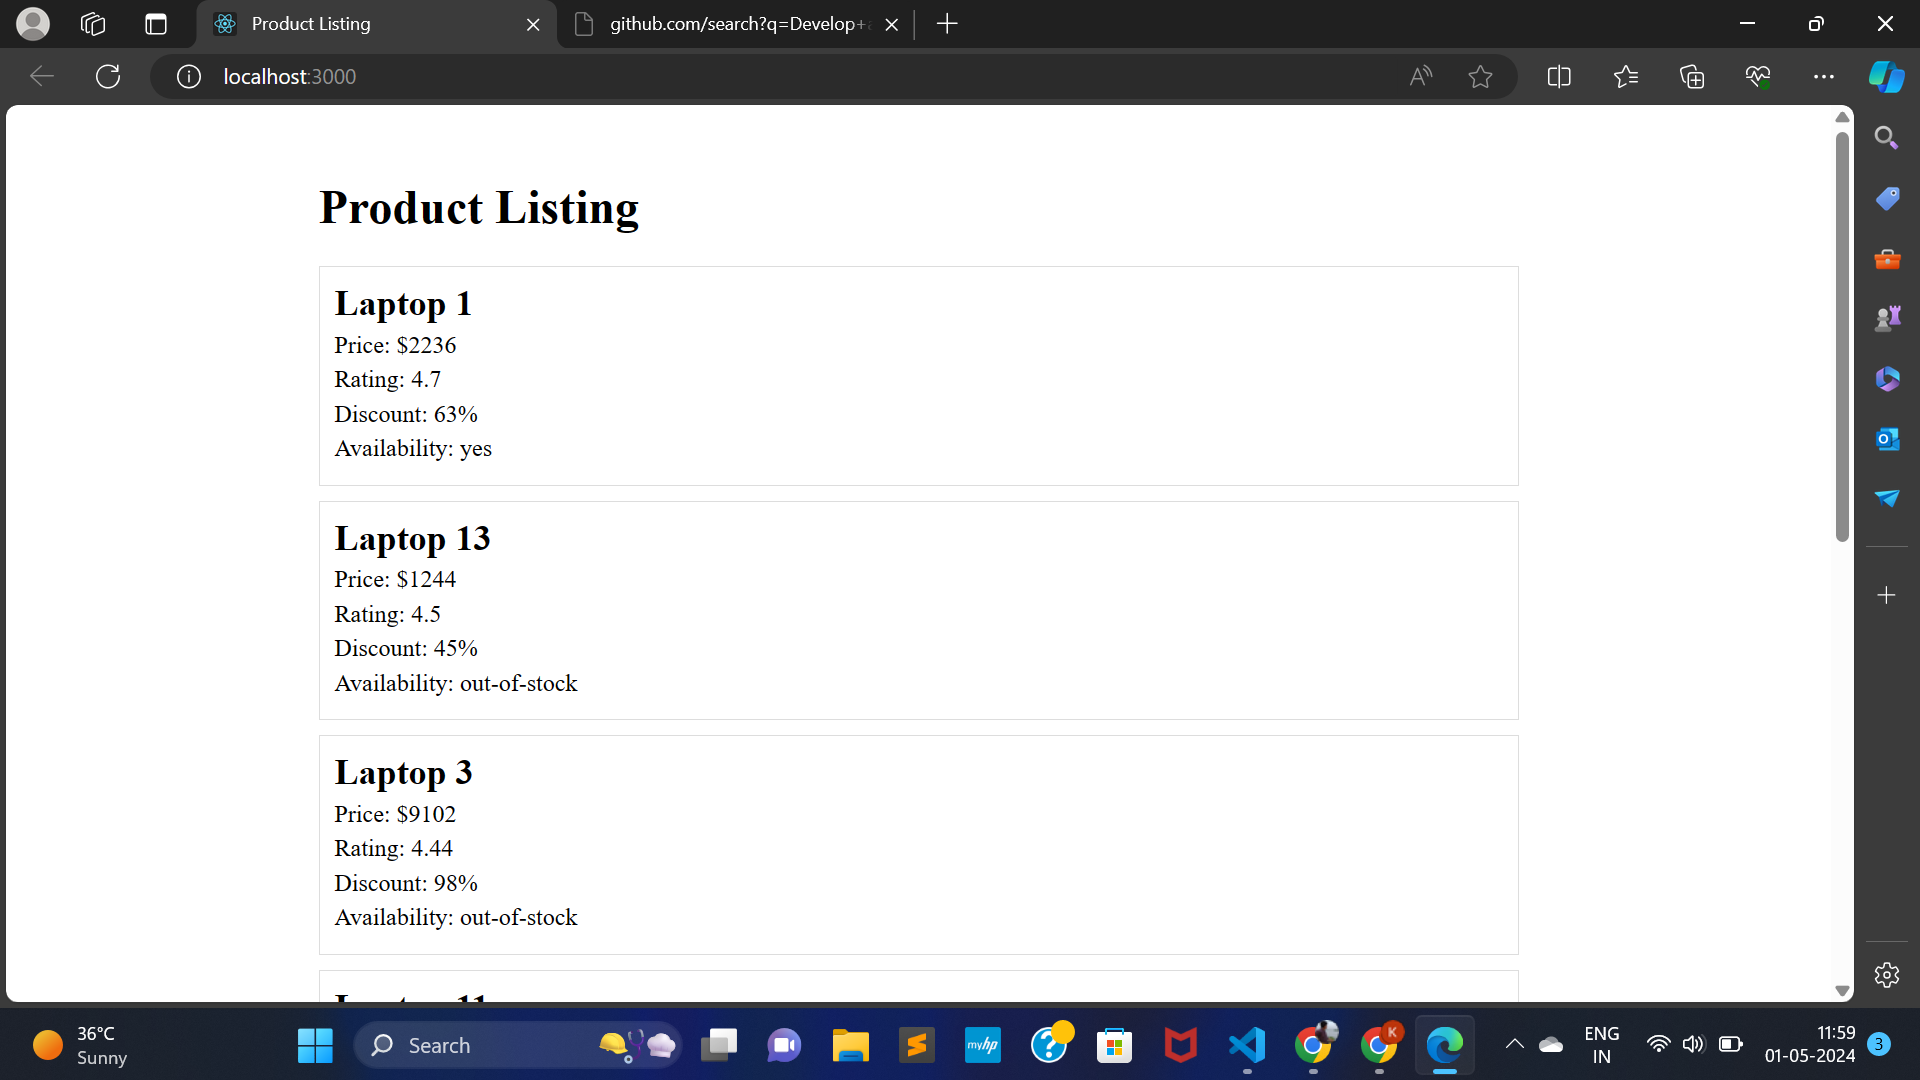 Product Listing
github.com/search?q=Develop+
localhost:3000
Product Listing
Laptop 1
Price: $2236
Rating: 4.7
Discount: 63%
Availability: yes
Laptop 13
Price: $1244
Rating: 4.5
Discount: 45%
Availability: out-of-stock
Laptop 3
Price: $9102
Rating: 4.44
Discount: 98%
Availability: out-of-stock
Laptop 11
36°C
Sunny
Search
myhp
K
ENG
IN
11:59
01-05-2024
3